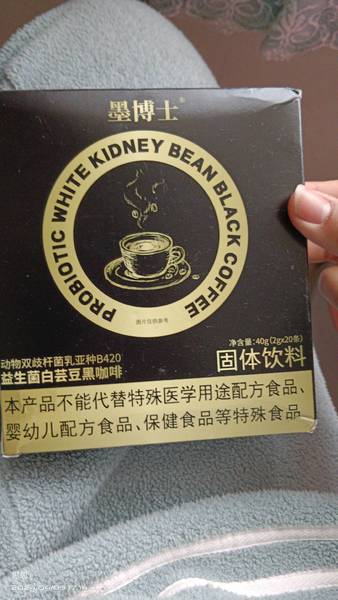 墨博士®
PROBIOTIC WHITE KIDNEY BEAN BLACK COFFEE
图片仅供参考
净含量:40g(2gx20条)
动物双歧杆菌乳亚种B420
固体饮料
益生菌白芸豆黑咖啡
本产品不能代替特殊医学用途配方食品、
婴幼儿配方食品、保健食品等特殊食品